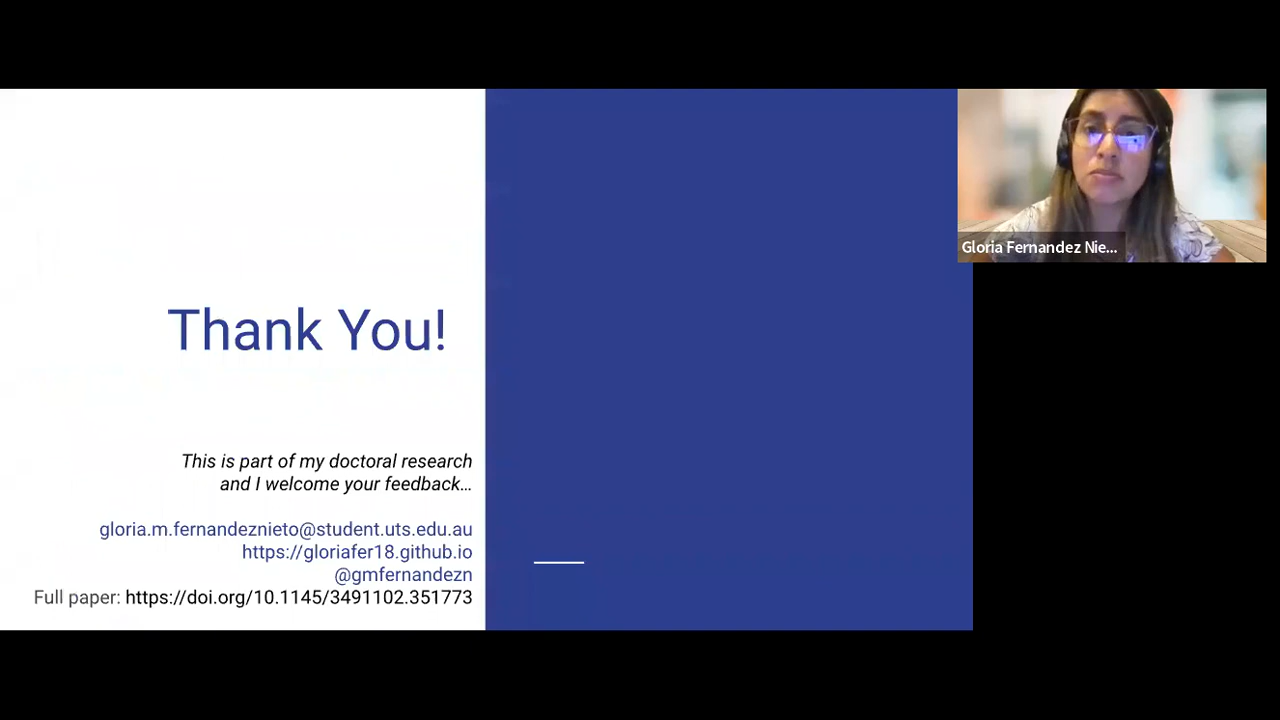 Thank You!
This is part of my doctoral research
and I welcome your feedback...
gloria.m.fernandeznieto@student.uts.edu.au
https://gloriafer18.github.io
@gmfernandezn
Full paper: https://doi.org/10.1145/3491102.351773
Gloria Fernandez Nie...